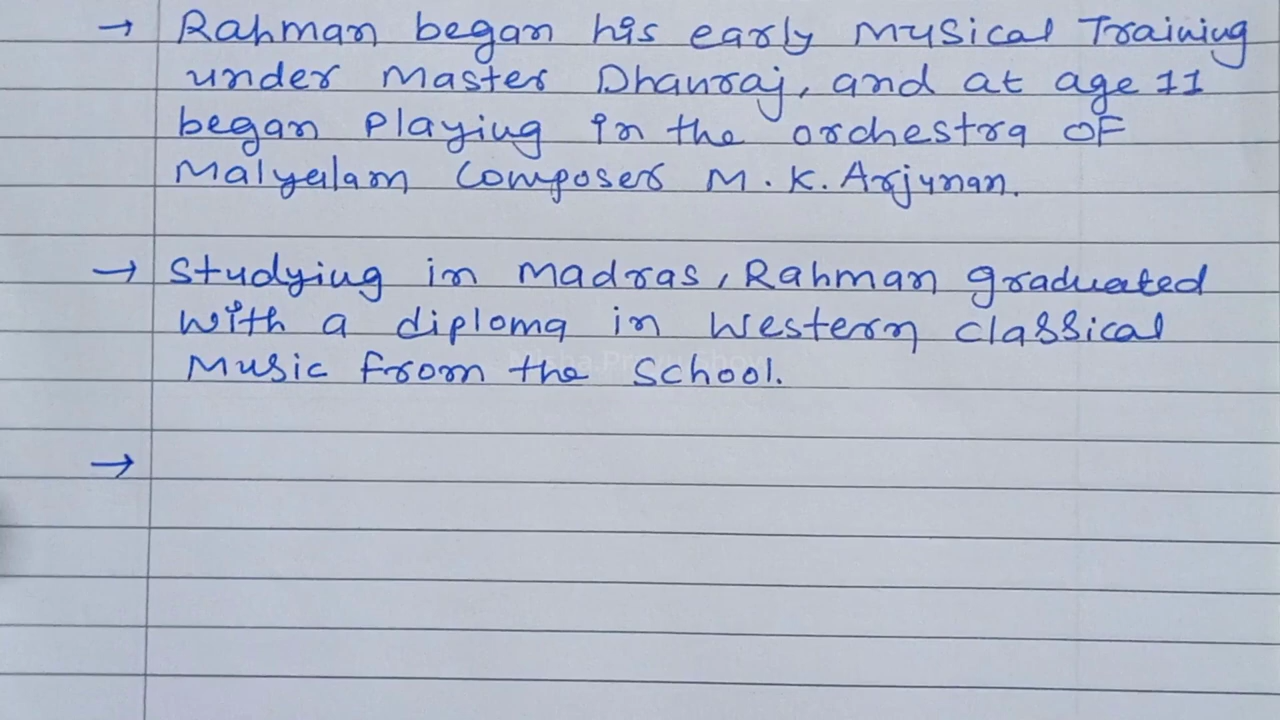 → Rahman began his early Musical Training
under Master Dhanraj, and at age 11
began Playing in the orchestra OF
Malyalam Composer M. K. Arjunan.
→ Studying in Madras, Rahman graduated
with a diploma in Western classical
Music from the School.
→